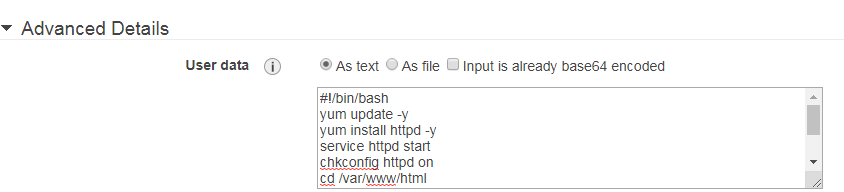 Advanced Details
User data i As text As file Input is already base64 encoded
#!/bin/bash
yum update -y
yum install httpd -y
service httpd start
chkconfig httpd on
cd /var/www/html